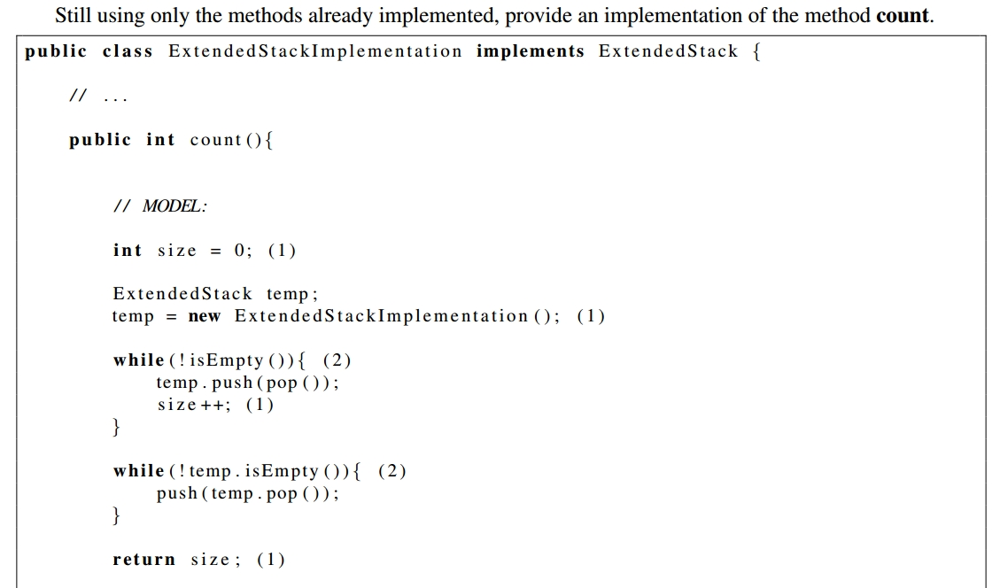 Still using only the methods already implemented, provide an implementation of the method count.
public class ExtendedStackImplementation implements ExtendedStack {
// ...
public int count(){
// MODEL:
int size = 0; (1)
ExtendedStack temp;
temp = new ExtendedStackImplementation(); (1)
while(!isEmpty()){ (2)
temp.push(pop());
size++; (1)
}
while(!temp.isEmpty()){ (2)
push(temp.pop());
}
return size; (1)